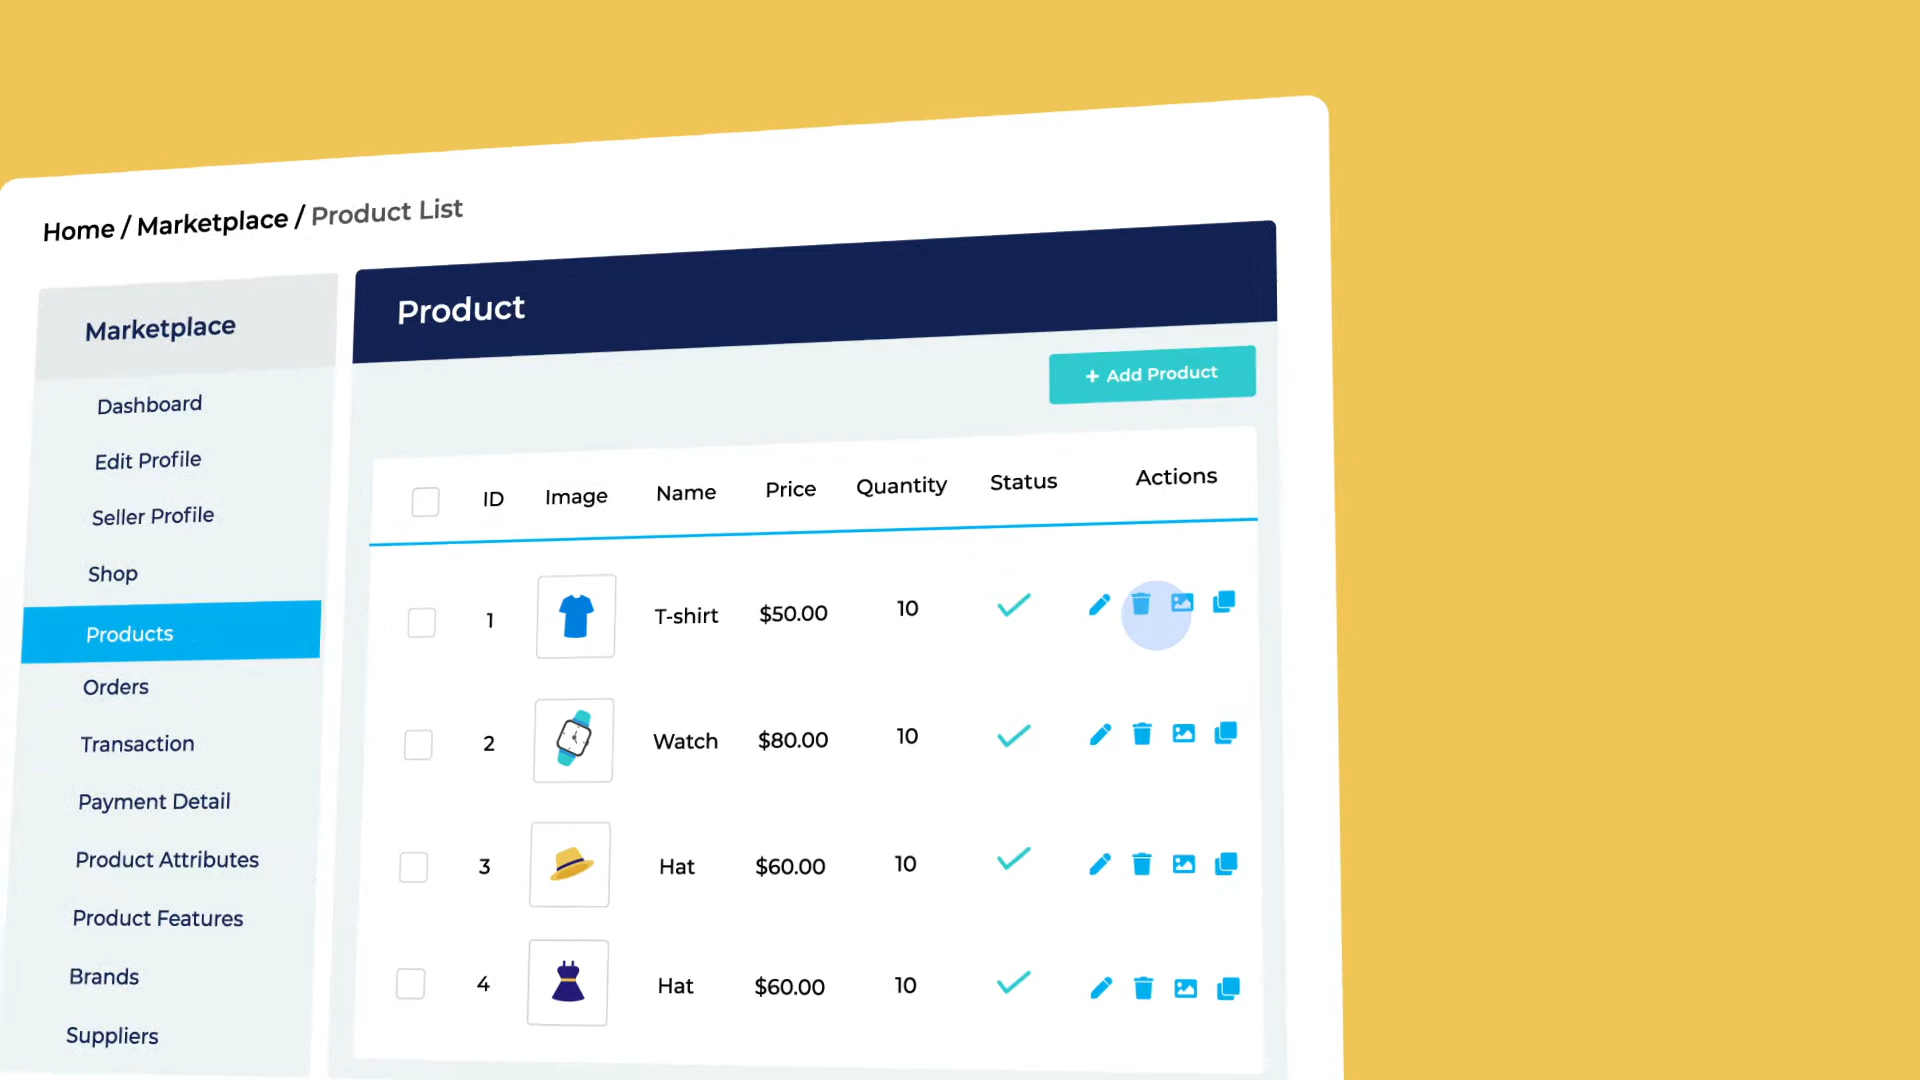 Home / Marketplace / Product List
Marketplace
Dashboard
Edit Profile
Seller Profile
Shop
Products
Orders
Transaction
Payment Detail
Product Attributes
Product Features
Brands
Suppliers
Product
+ Add Product
ID Image Name Price Quantity Status Actions
1 T-shirt $50.00 10
2 Watch $80.00 10
3 Hat $60.00 10
4 Hat $60.00 10